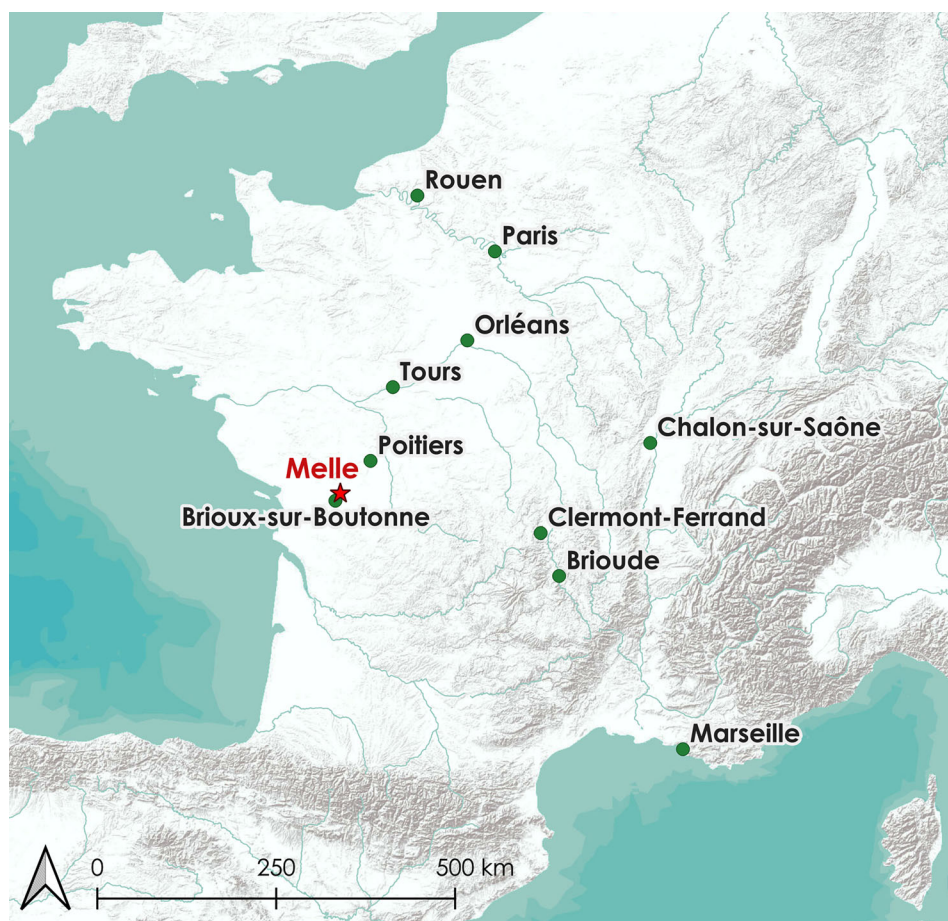 Rouen
Paris
Orléans
Tours
Chalon-sur-Saône
Poitiers
Melle
Brioux-sur-Boutonne
Clermont-Ferrand
Brioude
Marseille
0 250 500 km